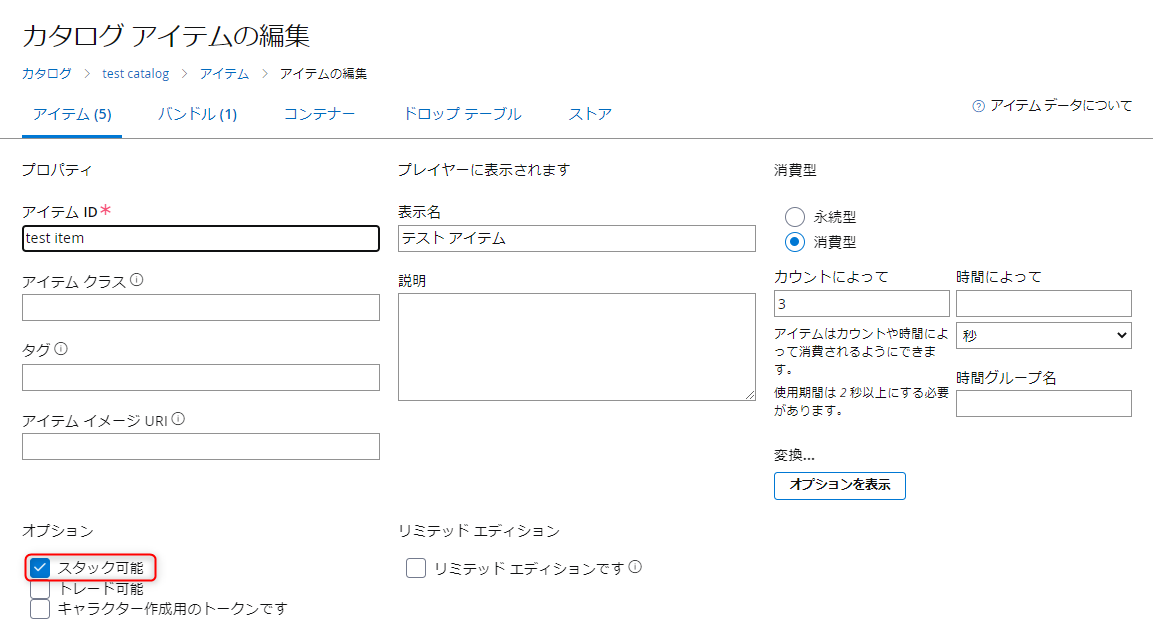 カタログ アイテムの編集
カタログ > test catalog > アイテム > アイテムの編集
アイテム (5) バンドル (1) コンテナー ドロップ テーブル ストア
アイテム データについて
プロパティ
アイテム ID*
test item
アイテム クラス
タグ
アイテム イメージ URI
プレイヤーに表示されます
表示名
テスト アイテム
説明
消費型
永続型
消費型
カウントによって
3
アイテムはカウントや時間によ
って消費されるようにできま
す。
使用期間は 2 秒以上にする必要
があります。
時間によって
秒
時間グループ名
変換...
オプションを表示
オプション
スタック可能
トレード可能
キャラクター作成用のトークンです
リミテッド エディション
リミテッド エディションです